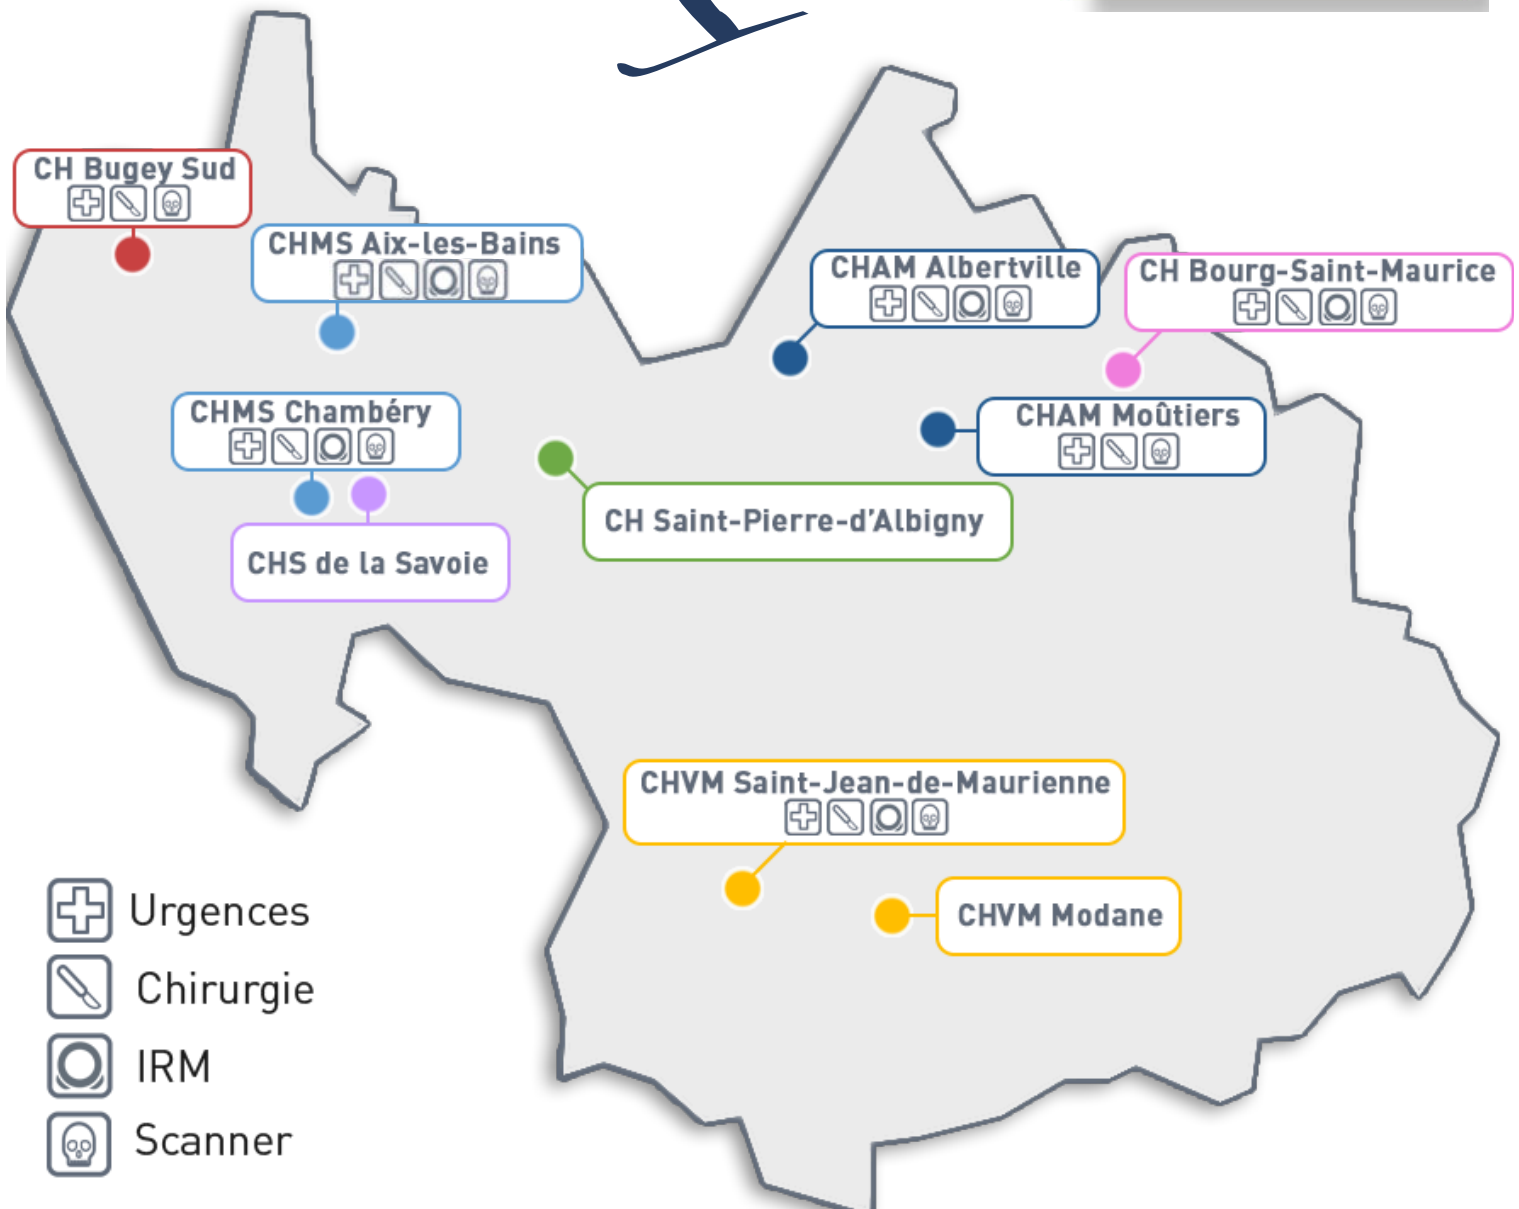 CH Bugey Sud
CHMS Aix-les-Bains
CHAM Albertville
CH Bourg-Saint-Maurice
CHMS Chambéry
CHAM Moûtiers
CH Saint-Pierre-d'Albigny
CHS de la Savoie
CHVM Saint-Jean-de-Maurienne
CHVM Modane
Urgences
Chirurgie
IRM
Scanner